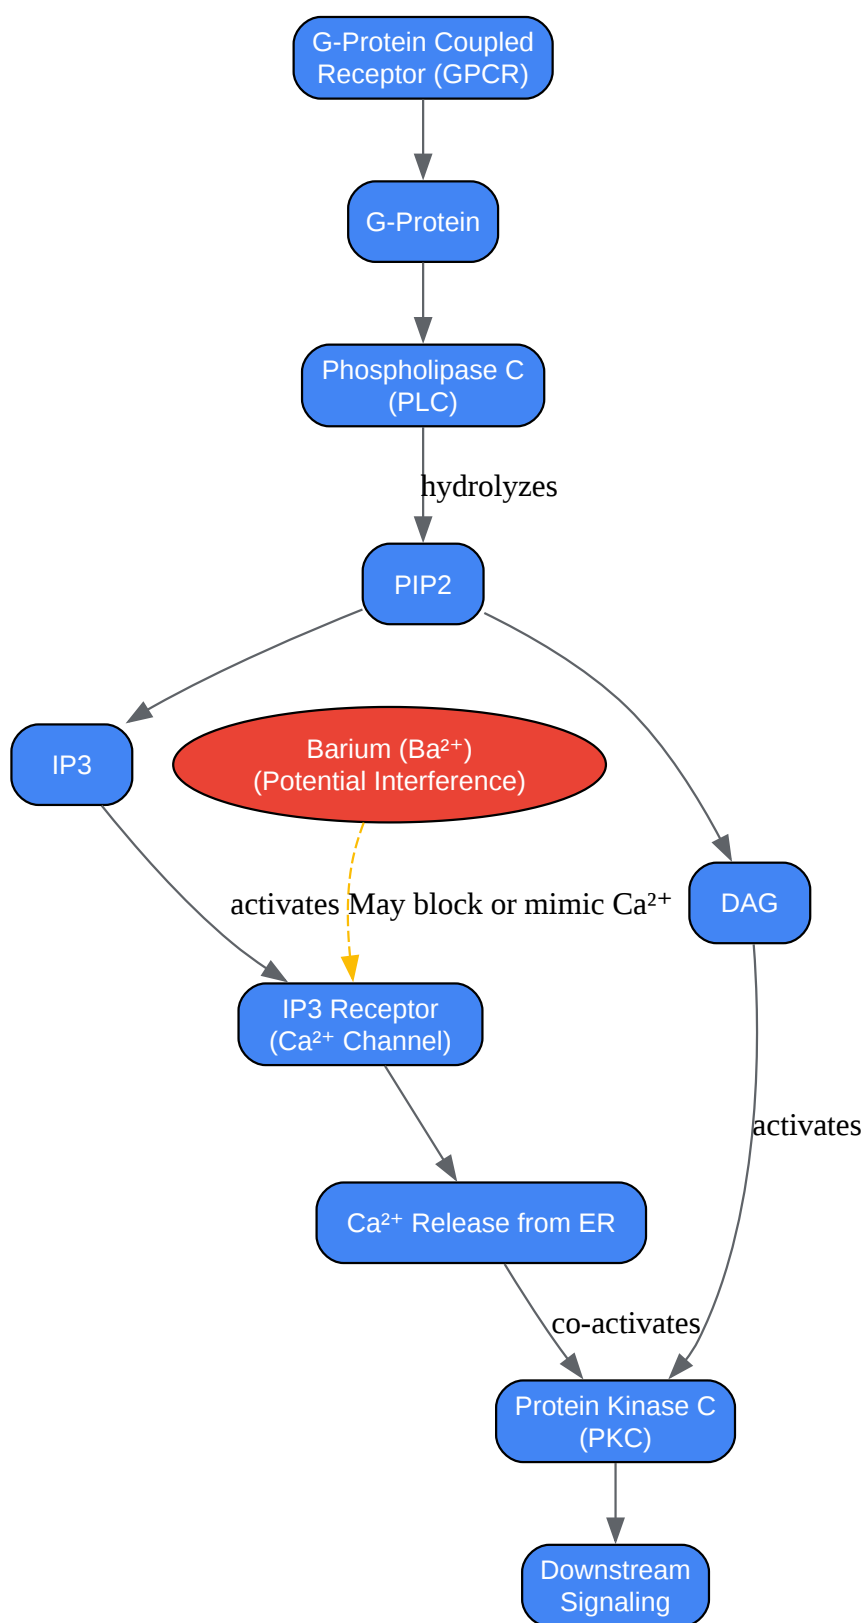 G-Protein Coupled
Receptor (GPCR)
G-Protein
Phospholipase C
(PLC)
hydrolyzes
PIP2
IP3
Barium (Ba²⁺)
(Potential Interference)
activates
May block or mimic Ca²⁺
DAG
IP3 Receptor
(Ca²⁺ Channel)
activates
Ca²⁺ Release from ER
co-activates
Protein Kinase C
(PKC)
Downstream
Signaling